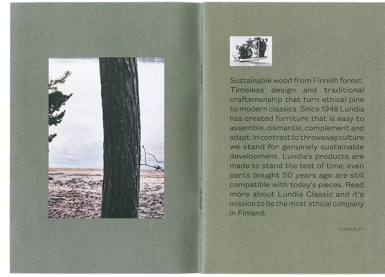 Sustainable wood from Finnish forest.
Timeless design and traditional
craftsmanship that turn ethical pine
to modern classics. Since 1948 Lundia
has created furniture that is easy to
assemble, dismantle, complement and
adapt. In contrast to throwaway culture
we stand for genuinely sustainable
development. Lundia's products are
made to stand the test of time: even
parts bought 50 years ago are still
compatible with today's pieces. Read
more about Lundia Classic and it's
mission to be the most ethical company
in Finland:
LUNDIA.FI